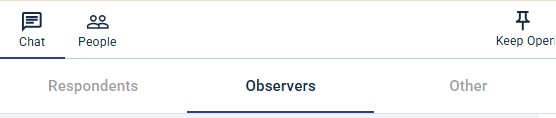 Chat People Keep Open
Respondents Observers Other